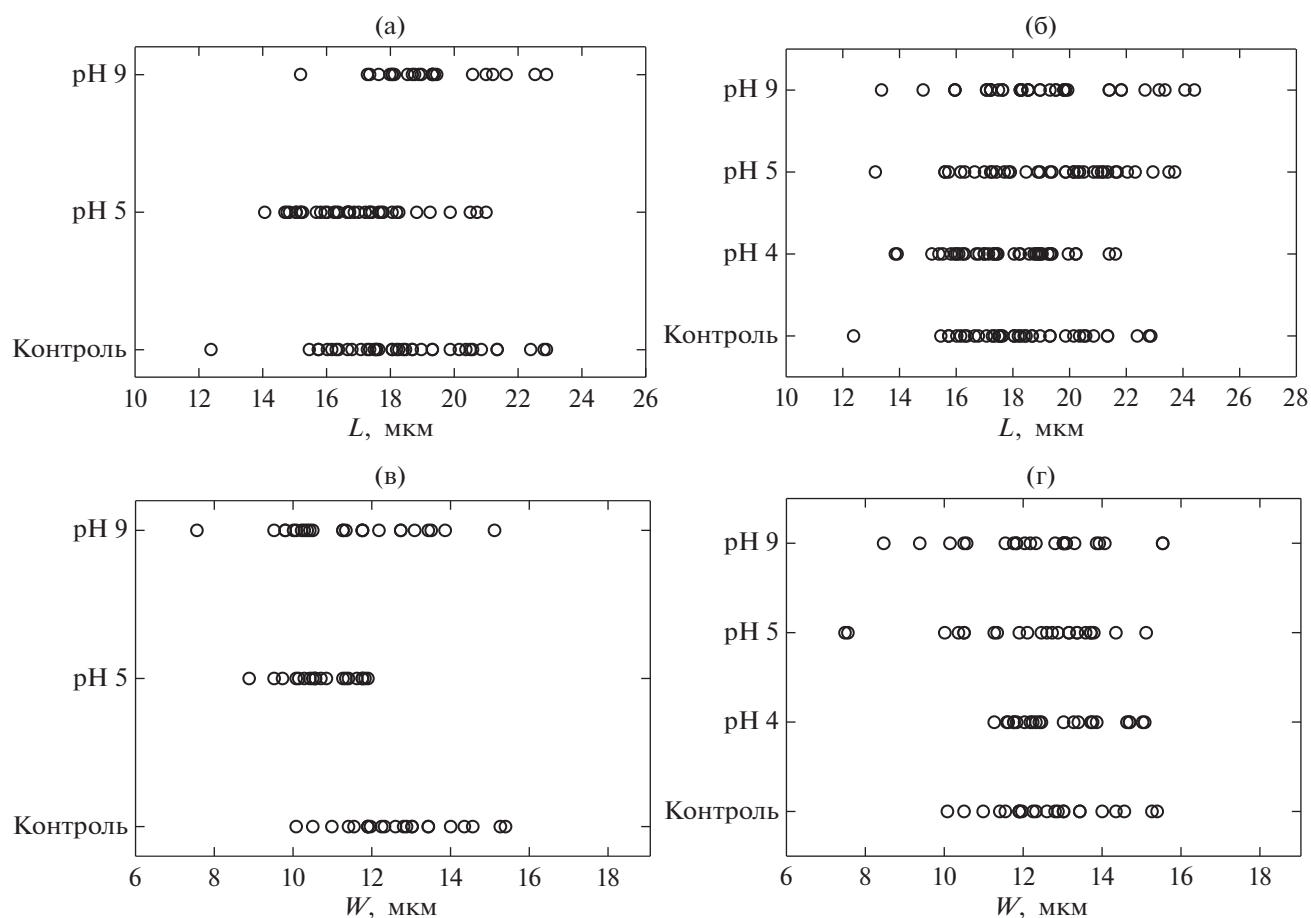 (а)
pH 9
pH 5
Контроль
10 12 14 16 18 20 22 24 26
L, мкм
(б)
pH 9
pH 5
pH 4
Контроль
10 12 14 16 18 20 22 24 26 28
L, мкм
(в)
pH 9
pH 5
Контроль
6 8 10 12 14 16 18
W, мкм
(г)
pH 9
pH 5
pH 4
Контроль
6 8 10 12 14 16 18
W, мкм